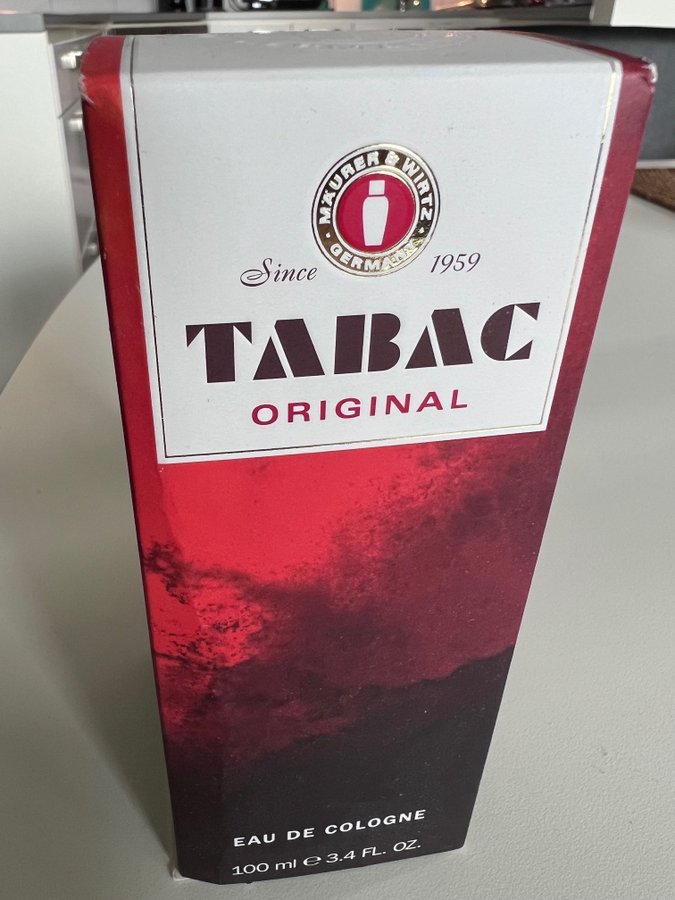 MÄURER & WIRTZ
· GERMANY ·
Since 1959
TABAC
ORIGINAL
EAU DE COLOGNE
100 ml ℮ 3.4 FL. OZ.